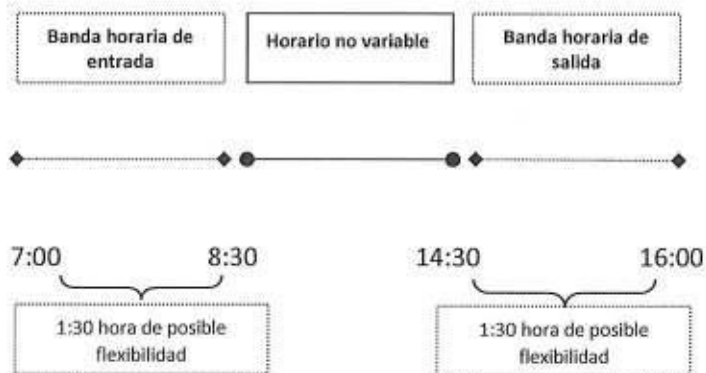 Banda horaria de
entrada
Horario no variable
Banda horaria de
salida
7:00
8:30
14:30
16:00
1:30 hora de posible
flexibilidad
1:30 hora de posible
flexibilidad